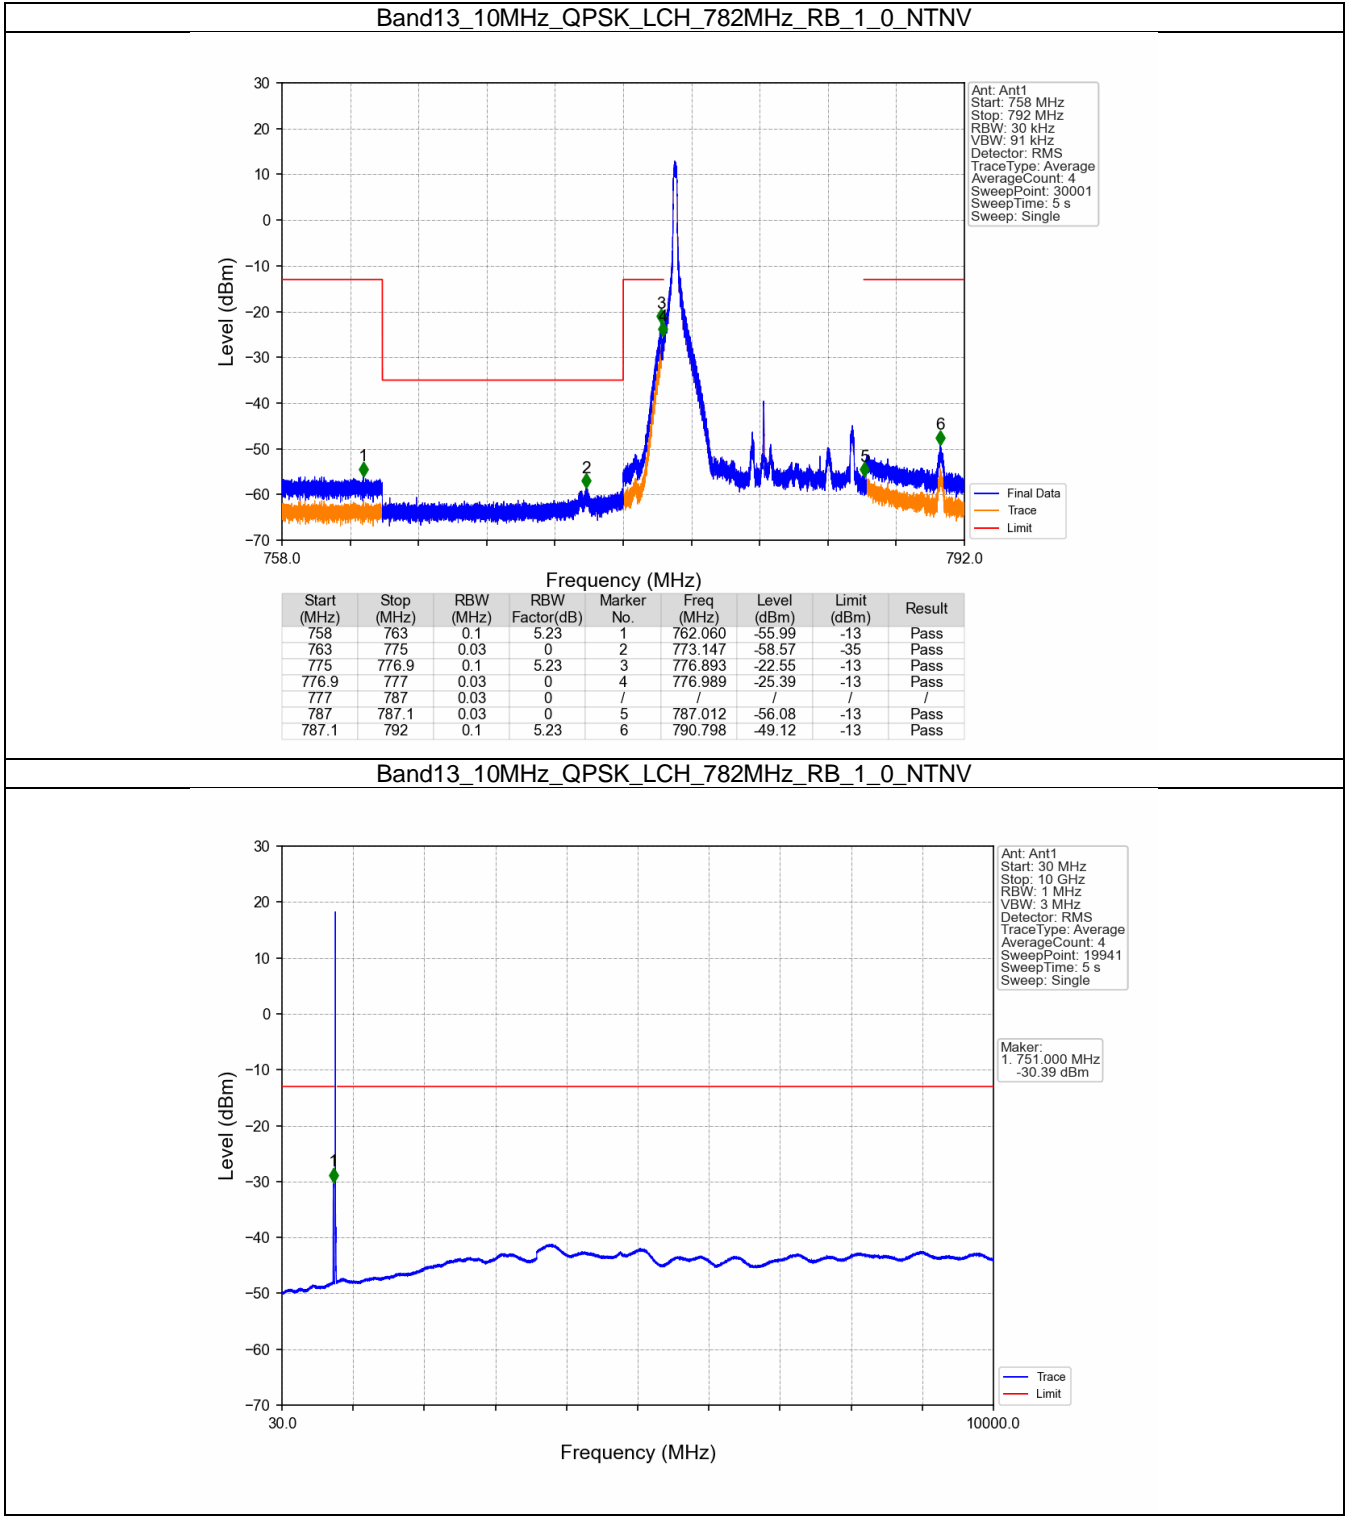 Band13_10MHz_QPSK_LCH_782MHz_RB_1_0_NTNV
Ant: Ant1
Start: 758 MHz
Stop: 792 MHz
RBW: 30 kHz
VBW: 91 kHz
Detector: RMS
TraceType: Average
AverageCount: 4
SweepPoint: 30001
SweepTime: 5 s
Sweep: Single
30
20
10
0
−10
−20
−30
−40
−50
−60
−70
Level (dBm)
1
2
3
4
5
6
Final Data
Trace
Limit
758.0
792.0
Frequency (MHz)
Start (MHz) Stop (MHz) RBW (MHz) RBW Factor(dB) Marker No. Freq (MHz) Level (dBm) Limit (dBm) Result
758 763 0.1 5.23 1 762.060 -55.99 -13 Pass
763 775 0.03 0 2 773.147 -58.57 -35 Pass
775 776.9 0.1 5.23 3 776.893 -22.55 -13 Pass
776.9 777 0.03 0 4 776.989 -25.39 -13 Pass
777 787 0.03 0 / / / / /
787 787.1 0.03 0 5 787.012 -56.08 -13 Pass
787.1 792 0.1 5.23 6 790.798 -49.12 -13 Pass
Band13_10MHz_QPSK_LCH_782MHz_RB_1_0_NTNV
Ant: Ant1
Start: 30 MHz
Stop: 10 GHz
RBW: 1 MHz
VBW: 3 MHz
Detector: RMS
TraceType: Average
AverageCount: 4
SweepPoint: 19941
SweepTime: 5 s
Sweep: Single
Maker:
1. 751.000 MHz
-30.39 dBm
30
20
10
0
−10
−20
−30
−40
−50
−60
−70
Level (dBm)
1
Trace
Limit
30.0
10000.0
Frequency (MHz)